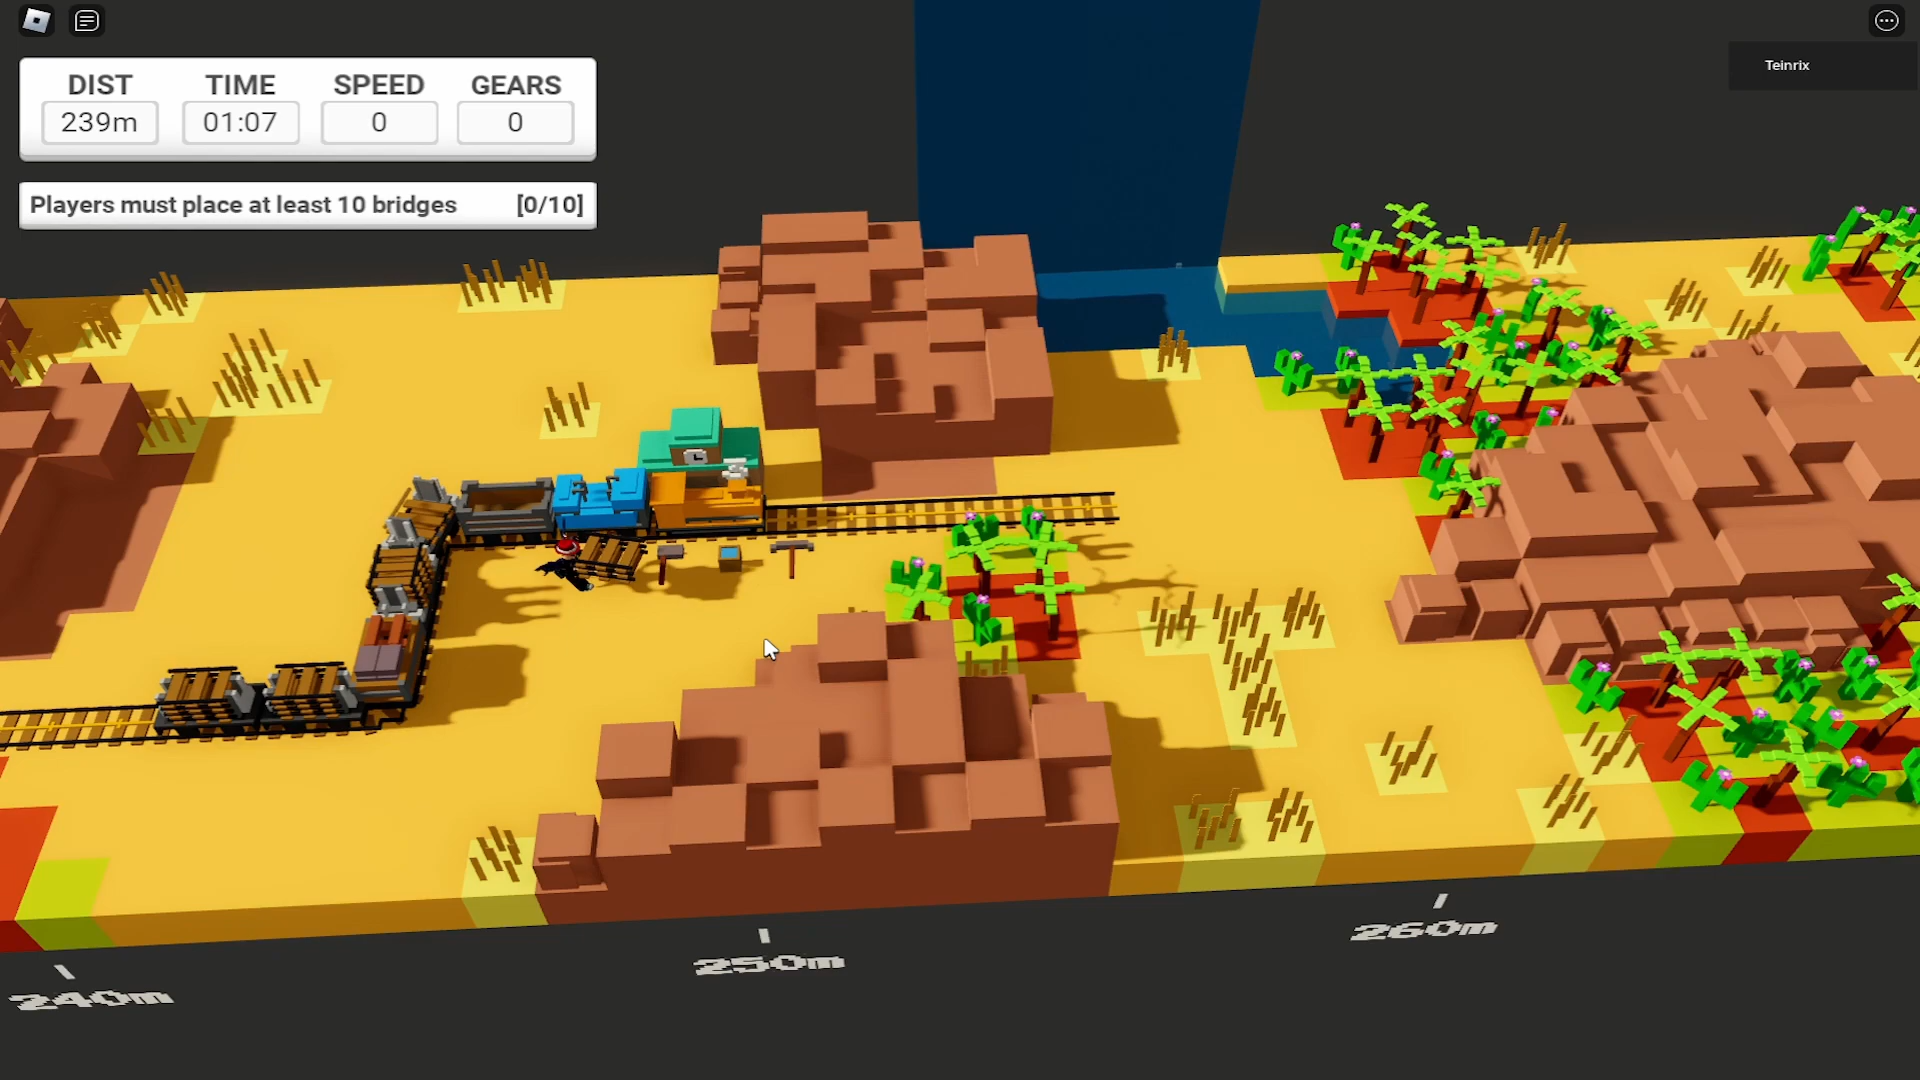 Teinrix
DIST TIME SPEED GEARS
239m 01:07 0 0
Players must place at least 10 bridges [0/10]
260m
250m
240m